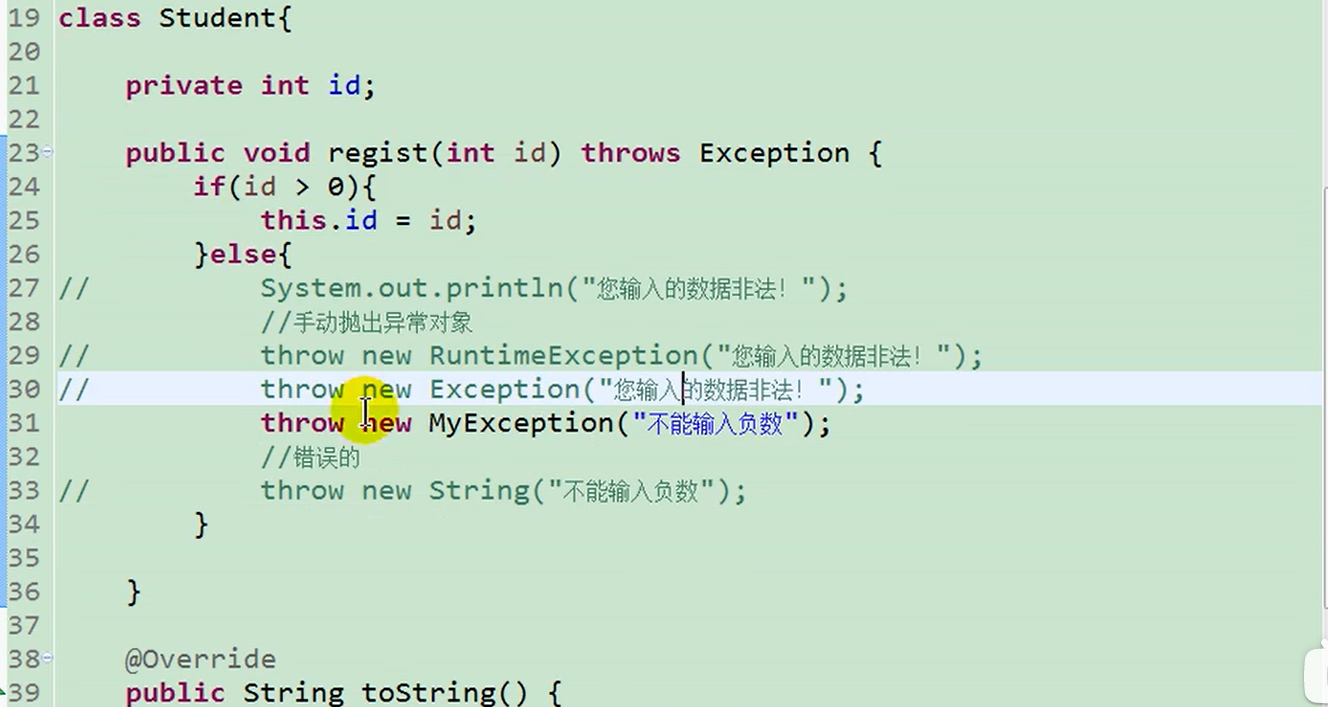 19 class Student{
20
21     private int id;
22
23     public void regist(int id) throws Exception {
24         if(id > 0){
25             this.id = id;
26         }else{
27 //          System.out.println("您输入的数据非法！");
28             //手动抛出异常对象
29 //          throw new RuntimeException("您输入的数据非法！");
30 //          throw new Exception("您输入的数据非法！");
31             throw new MyException("不能输入负数");
32             //错误的
33 //          throw new String("不能输入负数");
34         }
35
36     }
37
38     @Override
39     public String toString() {